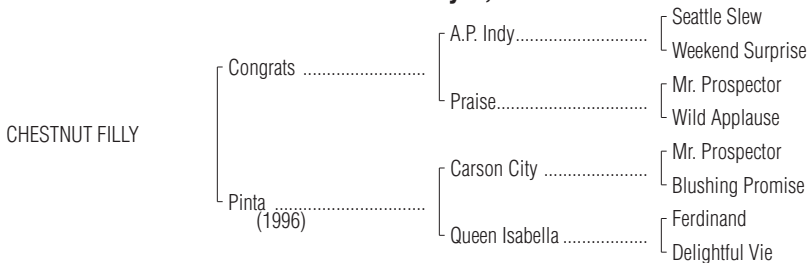 Seattle Slew
A.P. Indy..............................
Weekend Surprise
Congrats ............................
Mr. Prospector
Praise...................................
Wild Applause
CHESTNUT FILLY
Mr. Prospector
Carson City ........................
Blushing Promise
Pinta ...................................
(1996)
Ferdinand
Queen Isabella ...................
Delightful Vie